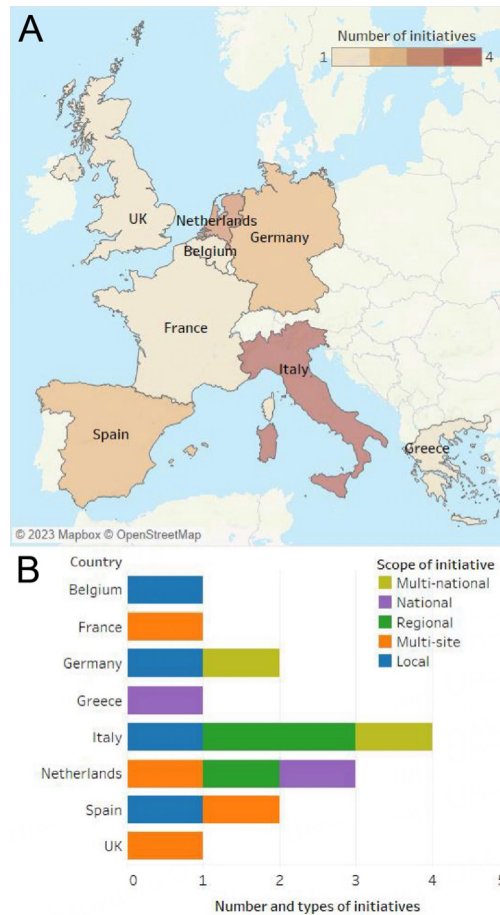 A
Number of initiatives
1 4
UK
Netherlands
Belgium
Germany
France
Italy
Spain
Greece
© 2023 Mapbox © OpenStreetMap
B
Country
Scope of initiative
Multi-national
National
Regional
Multi-site
Local
Belgium
France
Germany
Greece
Italy
Netherlands
Spain
UK
0 1 2 3 4 5
Number and types of initiatives